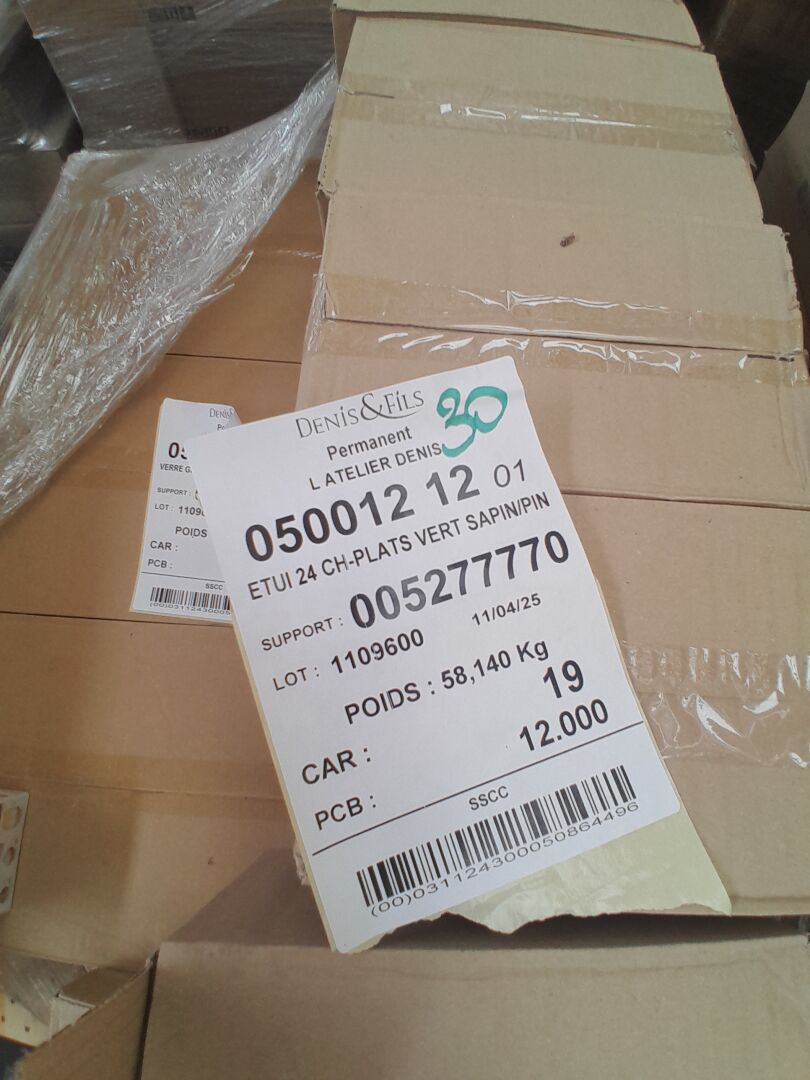 DENIS&FILS
30
Permanent
L ATELIER DENIS
050012 12 01
ETUI 24 CH-PLATS VERT SAPIN/PIN
SUPPORT : 005277770
LOT : 1109600 11/04/25
POIDS : 58,140 Kg
CAR : 19
PCB : 12.000
SSCC
(00)031124300050864496
VERRE
SUPPORT :
LOT :
POIDS
CAR :
PCB :
SSCC